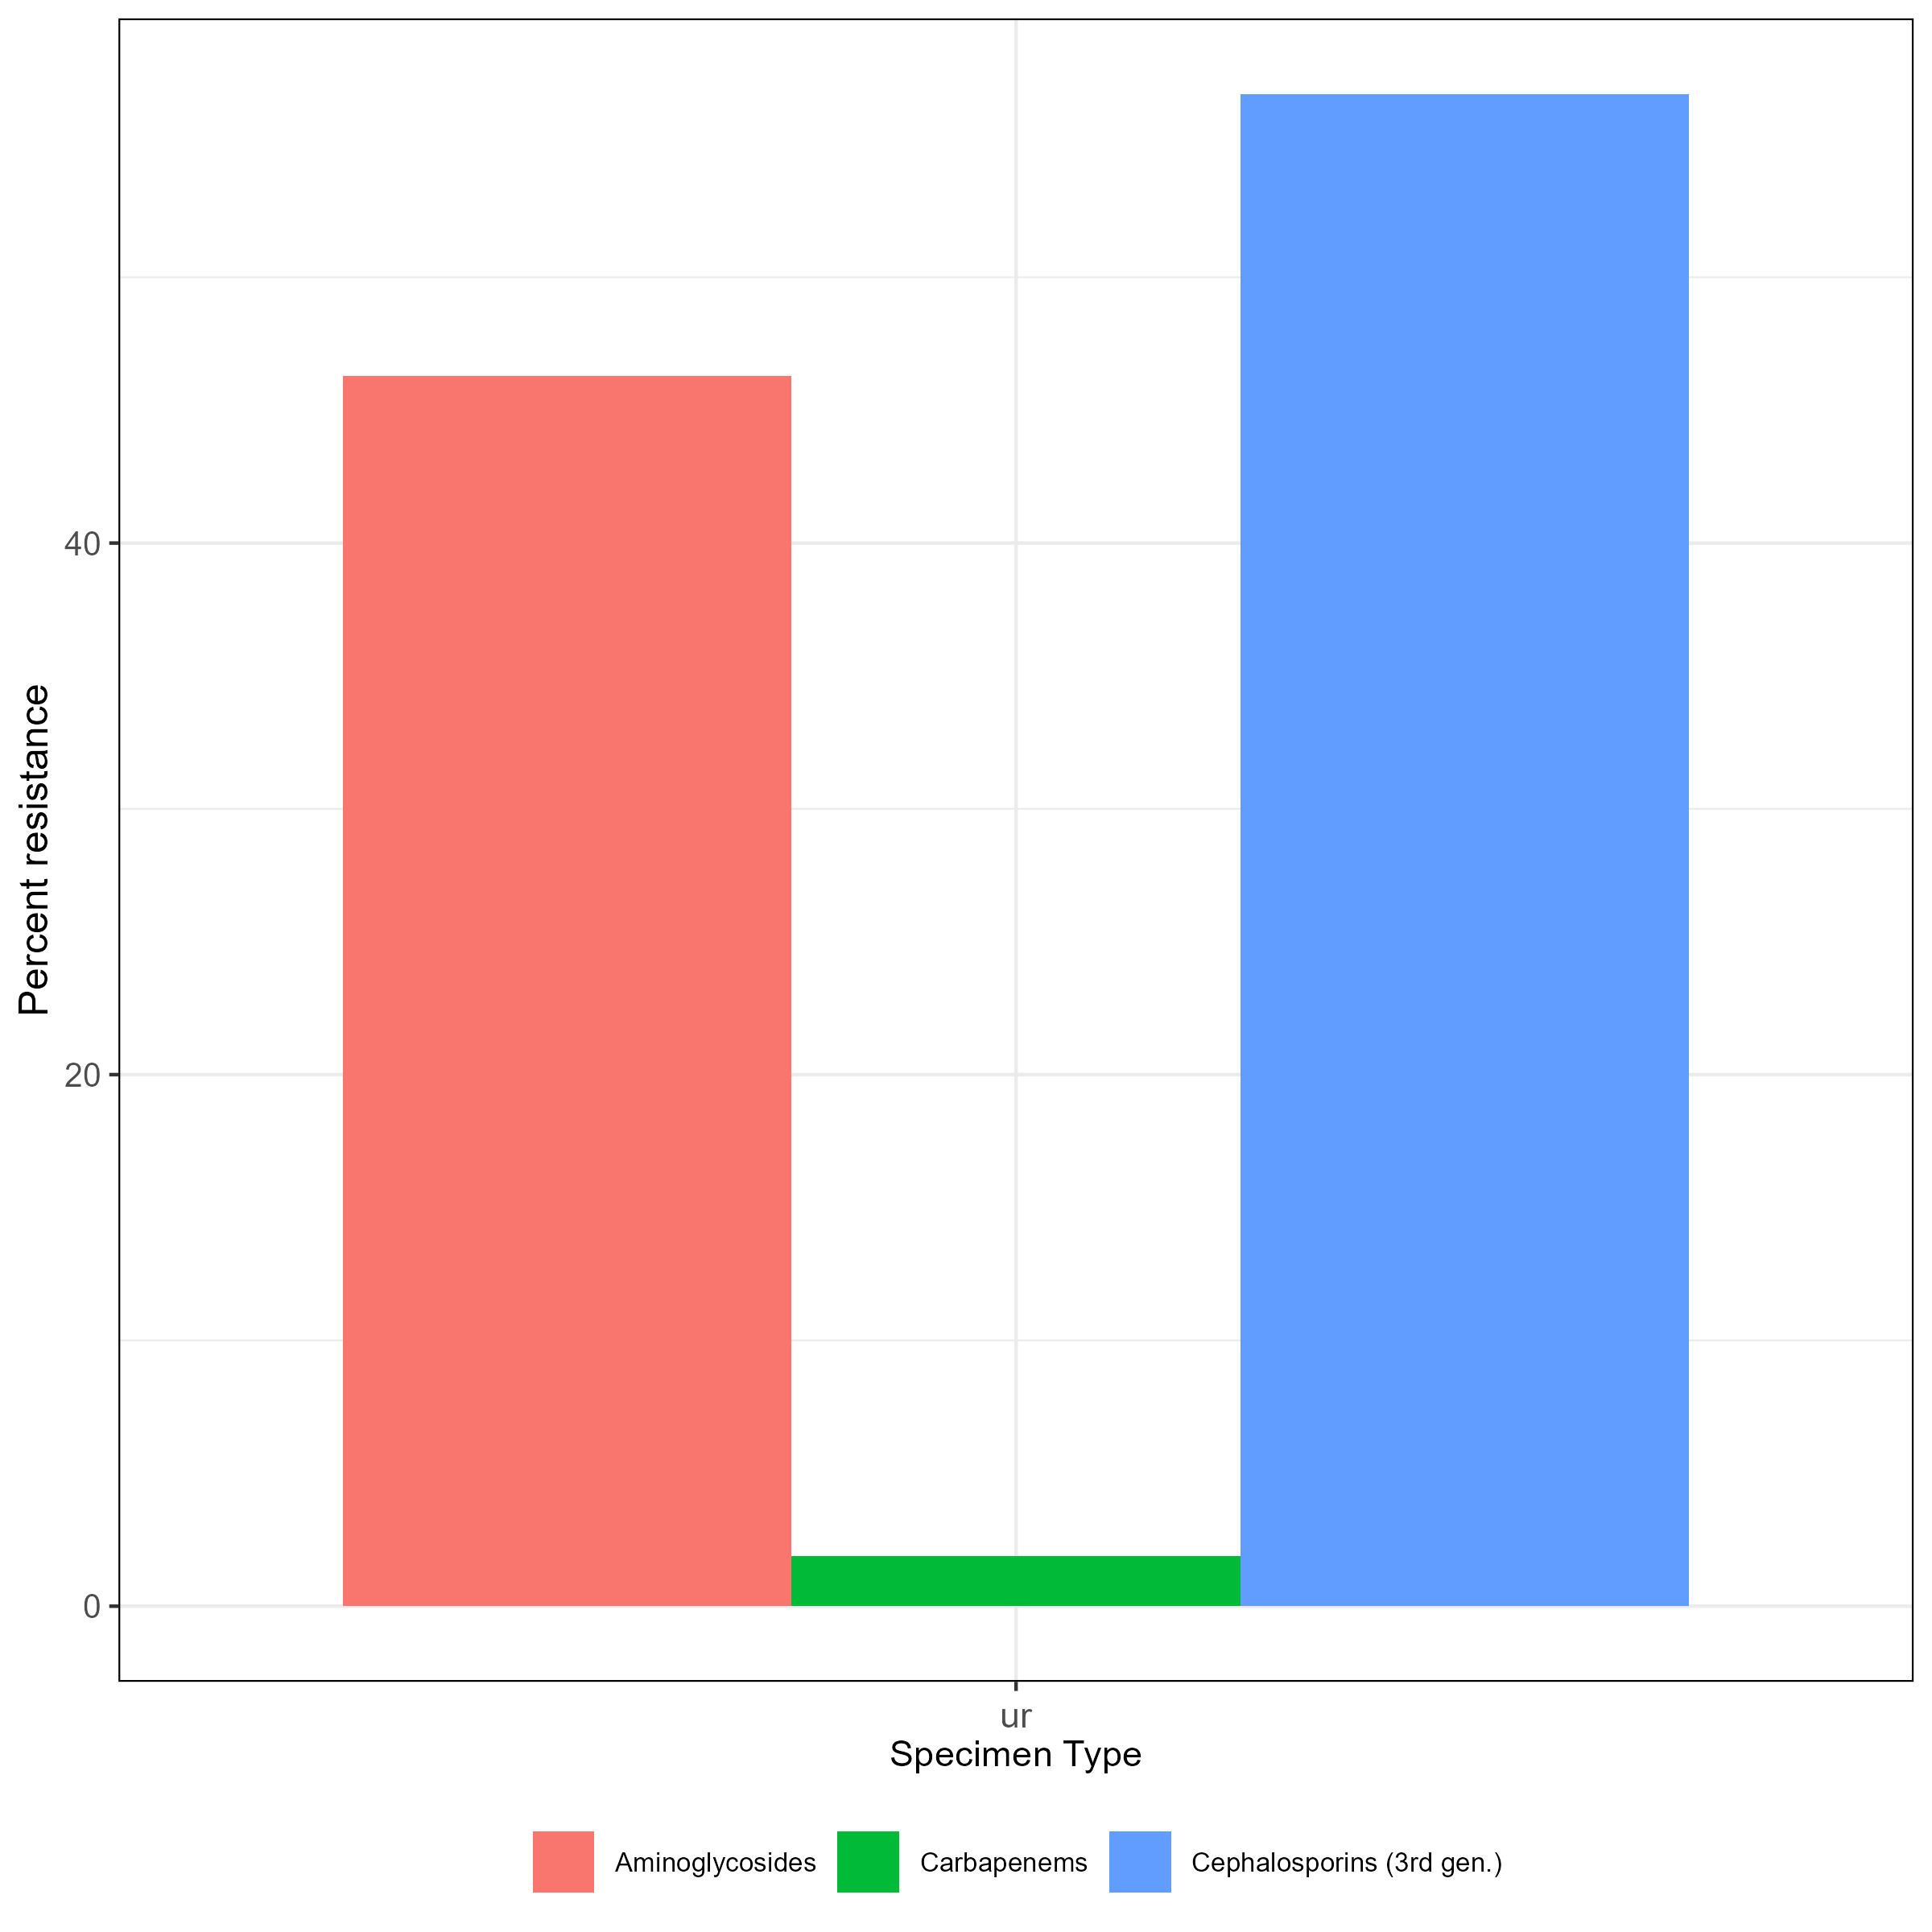 Percent resistance
40
20
0
ur
Specimen Type
Aminoglycosides Carbapenems Cephalosporins (3rd gen.)